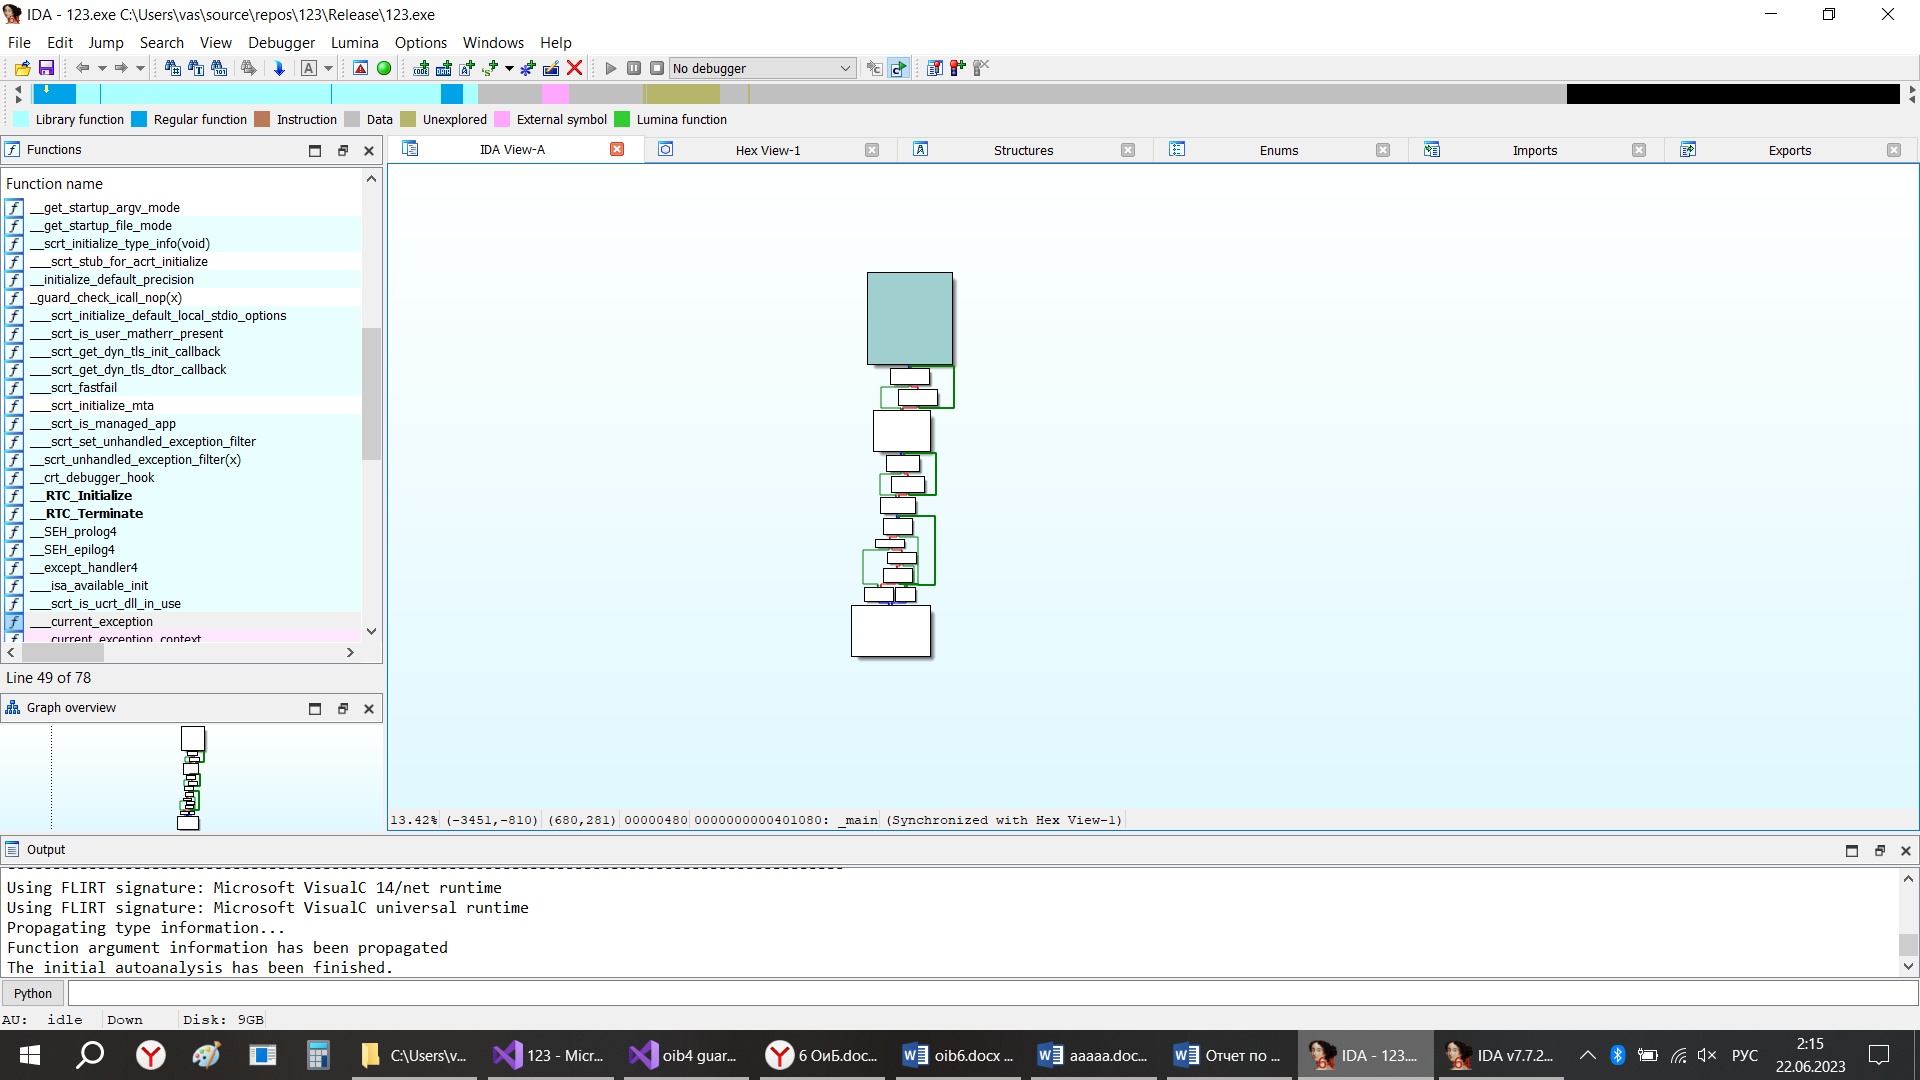 IDA - 123.exe C:\Users\vas\source\repos\123\Release\123.exe
File Edit Jump Search View Debugger Lumina Options Windows Help
No debugger
Library function Regular function Instruction Data Unexplored External symbol Lumina function
Functions
IDA View-A Hex View-1 Structures Enums Imports Exports
Function name
__get_startup_argv_mode
__get_startup_file_mode
__scrt_initialize_type_info(void)
___scrt_stub_for_acrt_initialize
__initialize_default_precision
_guard_check_icall_nop(x)
___scrt_initialize_default_local_stdio_options
___scrt_is_user_matherr_present
___scrt_get_dyn_tls_init_callback
___scrt_get_dyn_tls_dtor_callback
___scrt_fastfail
___scrt_initialize_mta
___scrt_is_managed_app
___scrt_set_unhandled_exception_filter
__scrt_unhandled_exception_filter(x)
__crt_debugger_hook
__RTC_Initialize
__RTC_Terminate
__SEH_prolog4
__SEH_epilog4
__except_handler4
___isa_available_init
___scrt_is_ucrt_dll_in_use
___current_exception
___current_exception_context
Line 49 of 78
Graph overview
13.42% (-3451,-810) (680,281) 00000480 0000000000401080: _main (Synchronized with Hex View-1)
Output
Using FLIRT signature: Microsoft VisualC 14/net runtime
Using FLIRT signature: Microsoft VisualC universal runtime
Propagating type information...
Function argument information has been propagated
The initial autoanalysis has been finished.
Python
AU: idle Down Disk: 9GB
C:\Users\v... 123 - Micr... oib4 guar... 6 ОиБ.doc... oib6.docx ... aaaaa.doc... Отчет по ... IDA - 123.... IDA v7.7.2... РУС 2:15
22.06.2023